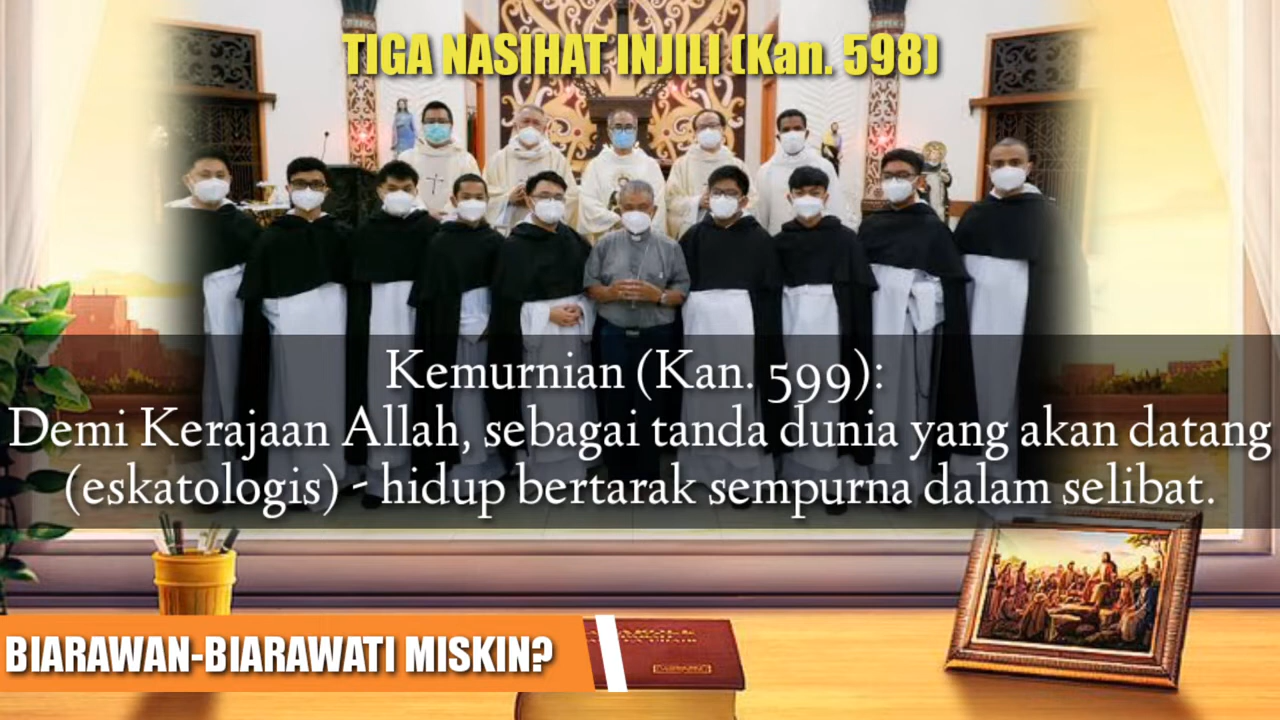 TIGA NASIHAT INJILI (Kan. 598)
Kemurnian (Kan. 599):
Demi Kerajaan Allah, sebagai tanda dunia yang akan datang
(eskatologis) - hidup bertarak sempurna dalam selibat.
BIARAWAN-BIARAWATI MISKIN?